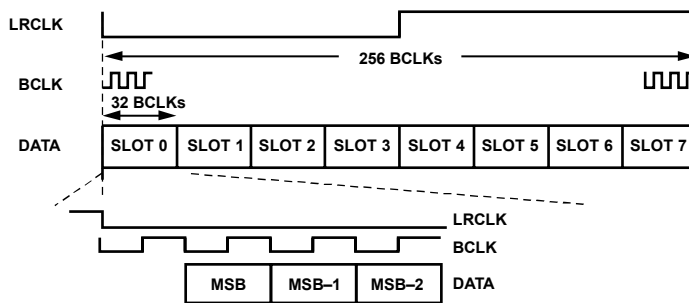 LRCLK
256 BCLKs
BCLK
32 BCLKs
DATA SLOT 0 SLOT 1 SLOT 2 SLOT 3 SLOT 4 SLOT 5 SLOT 6 SLOT 7
LRCLK
BCLK
MSB MSB–1 MSB–2 DATA